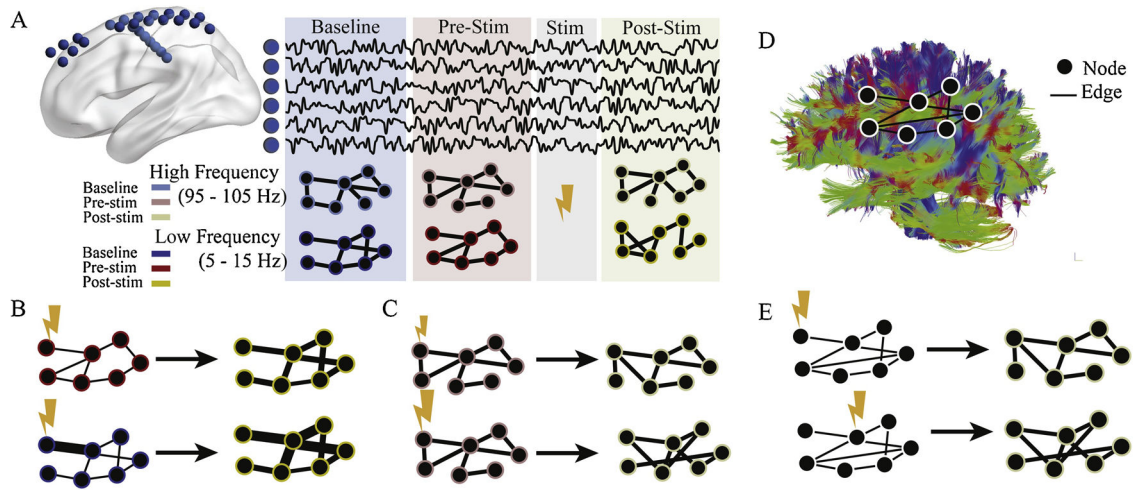 A
Baseline
Pre-Stim
Stim
Post-Stim
D
Node
Edge
High Frequency
(95 - 105 Hz)
Baseline
Pre-stim
Post-stim
Low Frequency
(5 - 15 Hz)
Baseline
Pre-stim
Post-stim
B
C
E